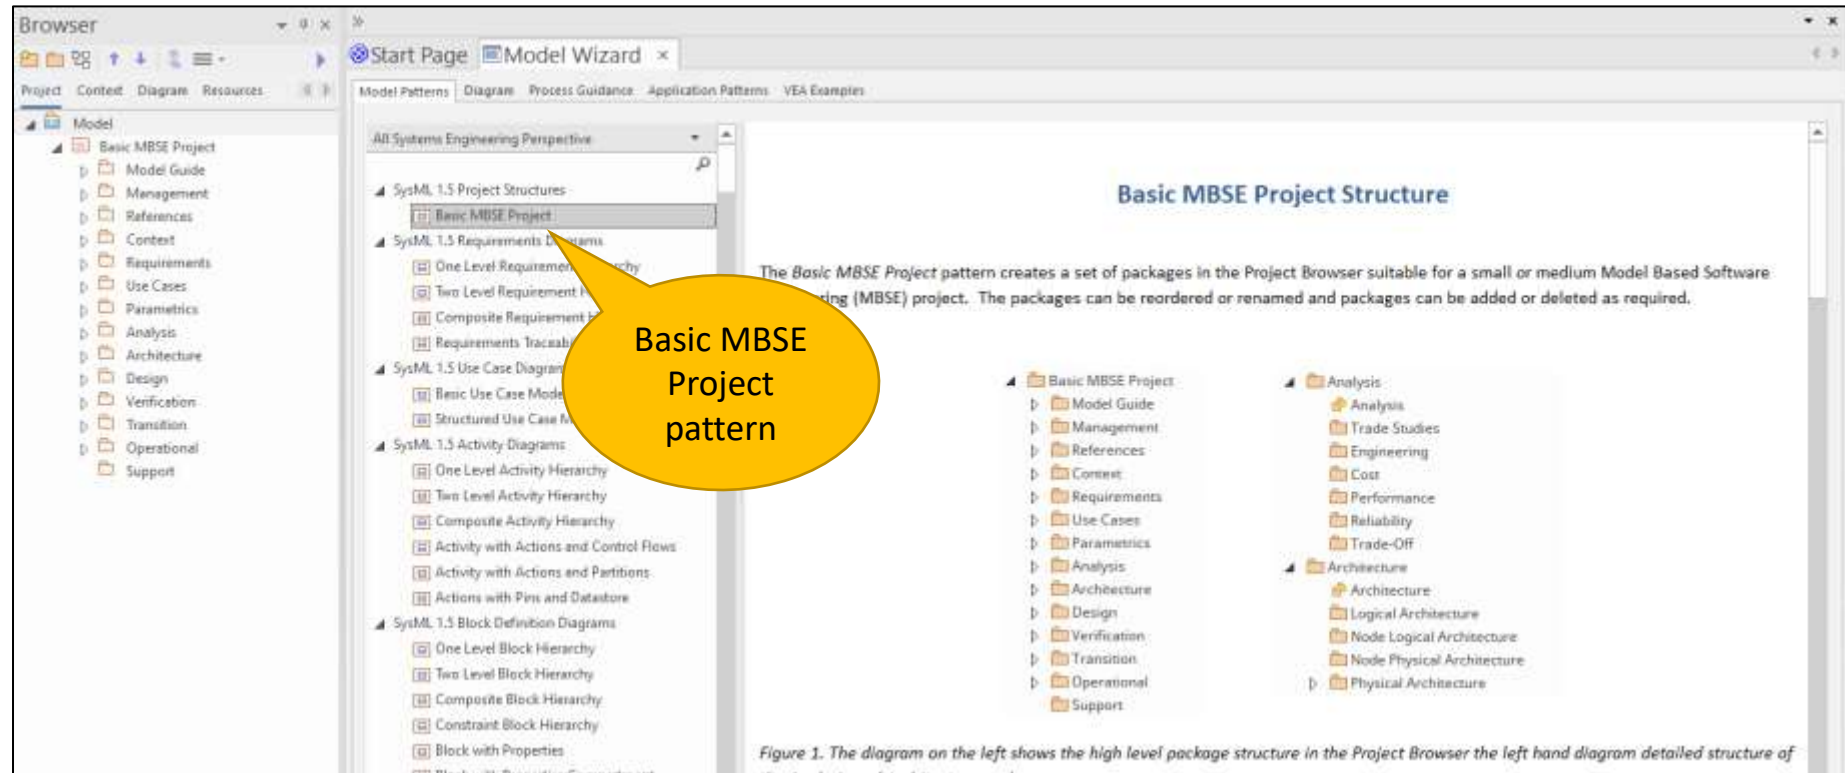 Browser
Project Context Diagram Resources
Model
Basic MBSE Project
Model Guide
Management
References
Context
Requirements
Use Cases
Parametrics
Analysis
Architecture
Design
Verification
Transition
Operational
Support
Start Page Model Wizard
Model Patterns Diagram Process Guidance Application Patterns VEA Examples
All Systems Engineering Perspective
SysML 1.5 Project Structures
Basic MBSE Project
SysML 1.5 Requirements
One Level
Two Level Requirement
Composite Requirement
Requirements
SysML 1.5 Use Case
Basic Use Case
Structured Use Case
SysML 1.5 Activity Diagrams
One Level Activity Hierarchy
Two Level Activity Hierarchy
Composite Activity Hierarchy
Activity with Actions and Control Flows
Activity with Actions and Partitions
Actions with Pins and Datastore
SysML 1.5 Block Definition Diagrams
One Level Block Hierarchy
Two Level Block Hierarchy
Composite Block Hierarchy
Constraint Block Hierarchy
Block with Properties
Basic MBSE
Project
pattern
Basic MBSE Project Structure
The Basic MBSE Project pattern creates a set of packages in the Project Browser suitable for a small or medium Model Based Software
(MBSE) project. The packages can be reordered or renamed and packages can be added or deleted as required.
Basic MBSE Project
Model Guide
Management
References
Context
Requirements
Use Cases
Parametrics
Analysis
Architecture
Design
Verification
Transition
Operational
Support
Analysis
Analysis
Trade Studies
Engineering
Cost
Performance
Reliability
Trade-Off
Architecture
Architecture
Logical Architecture
Node Logical Architecture
Node Physical Architecture
Physical Architecture
Figure 1. The diagram on the left shows the high level package structure in the Project Browser the left hand diagram detailed structure of